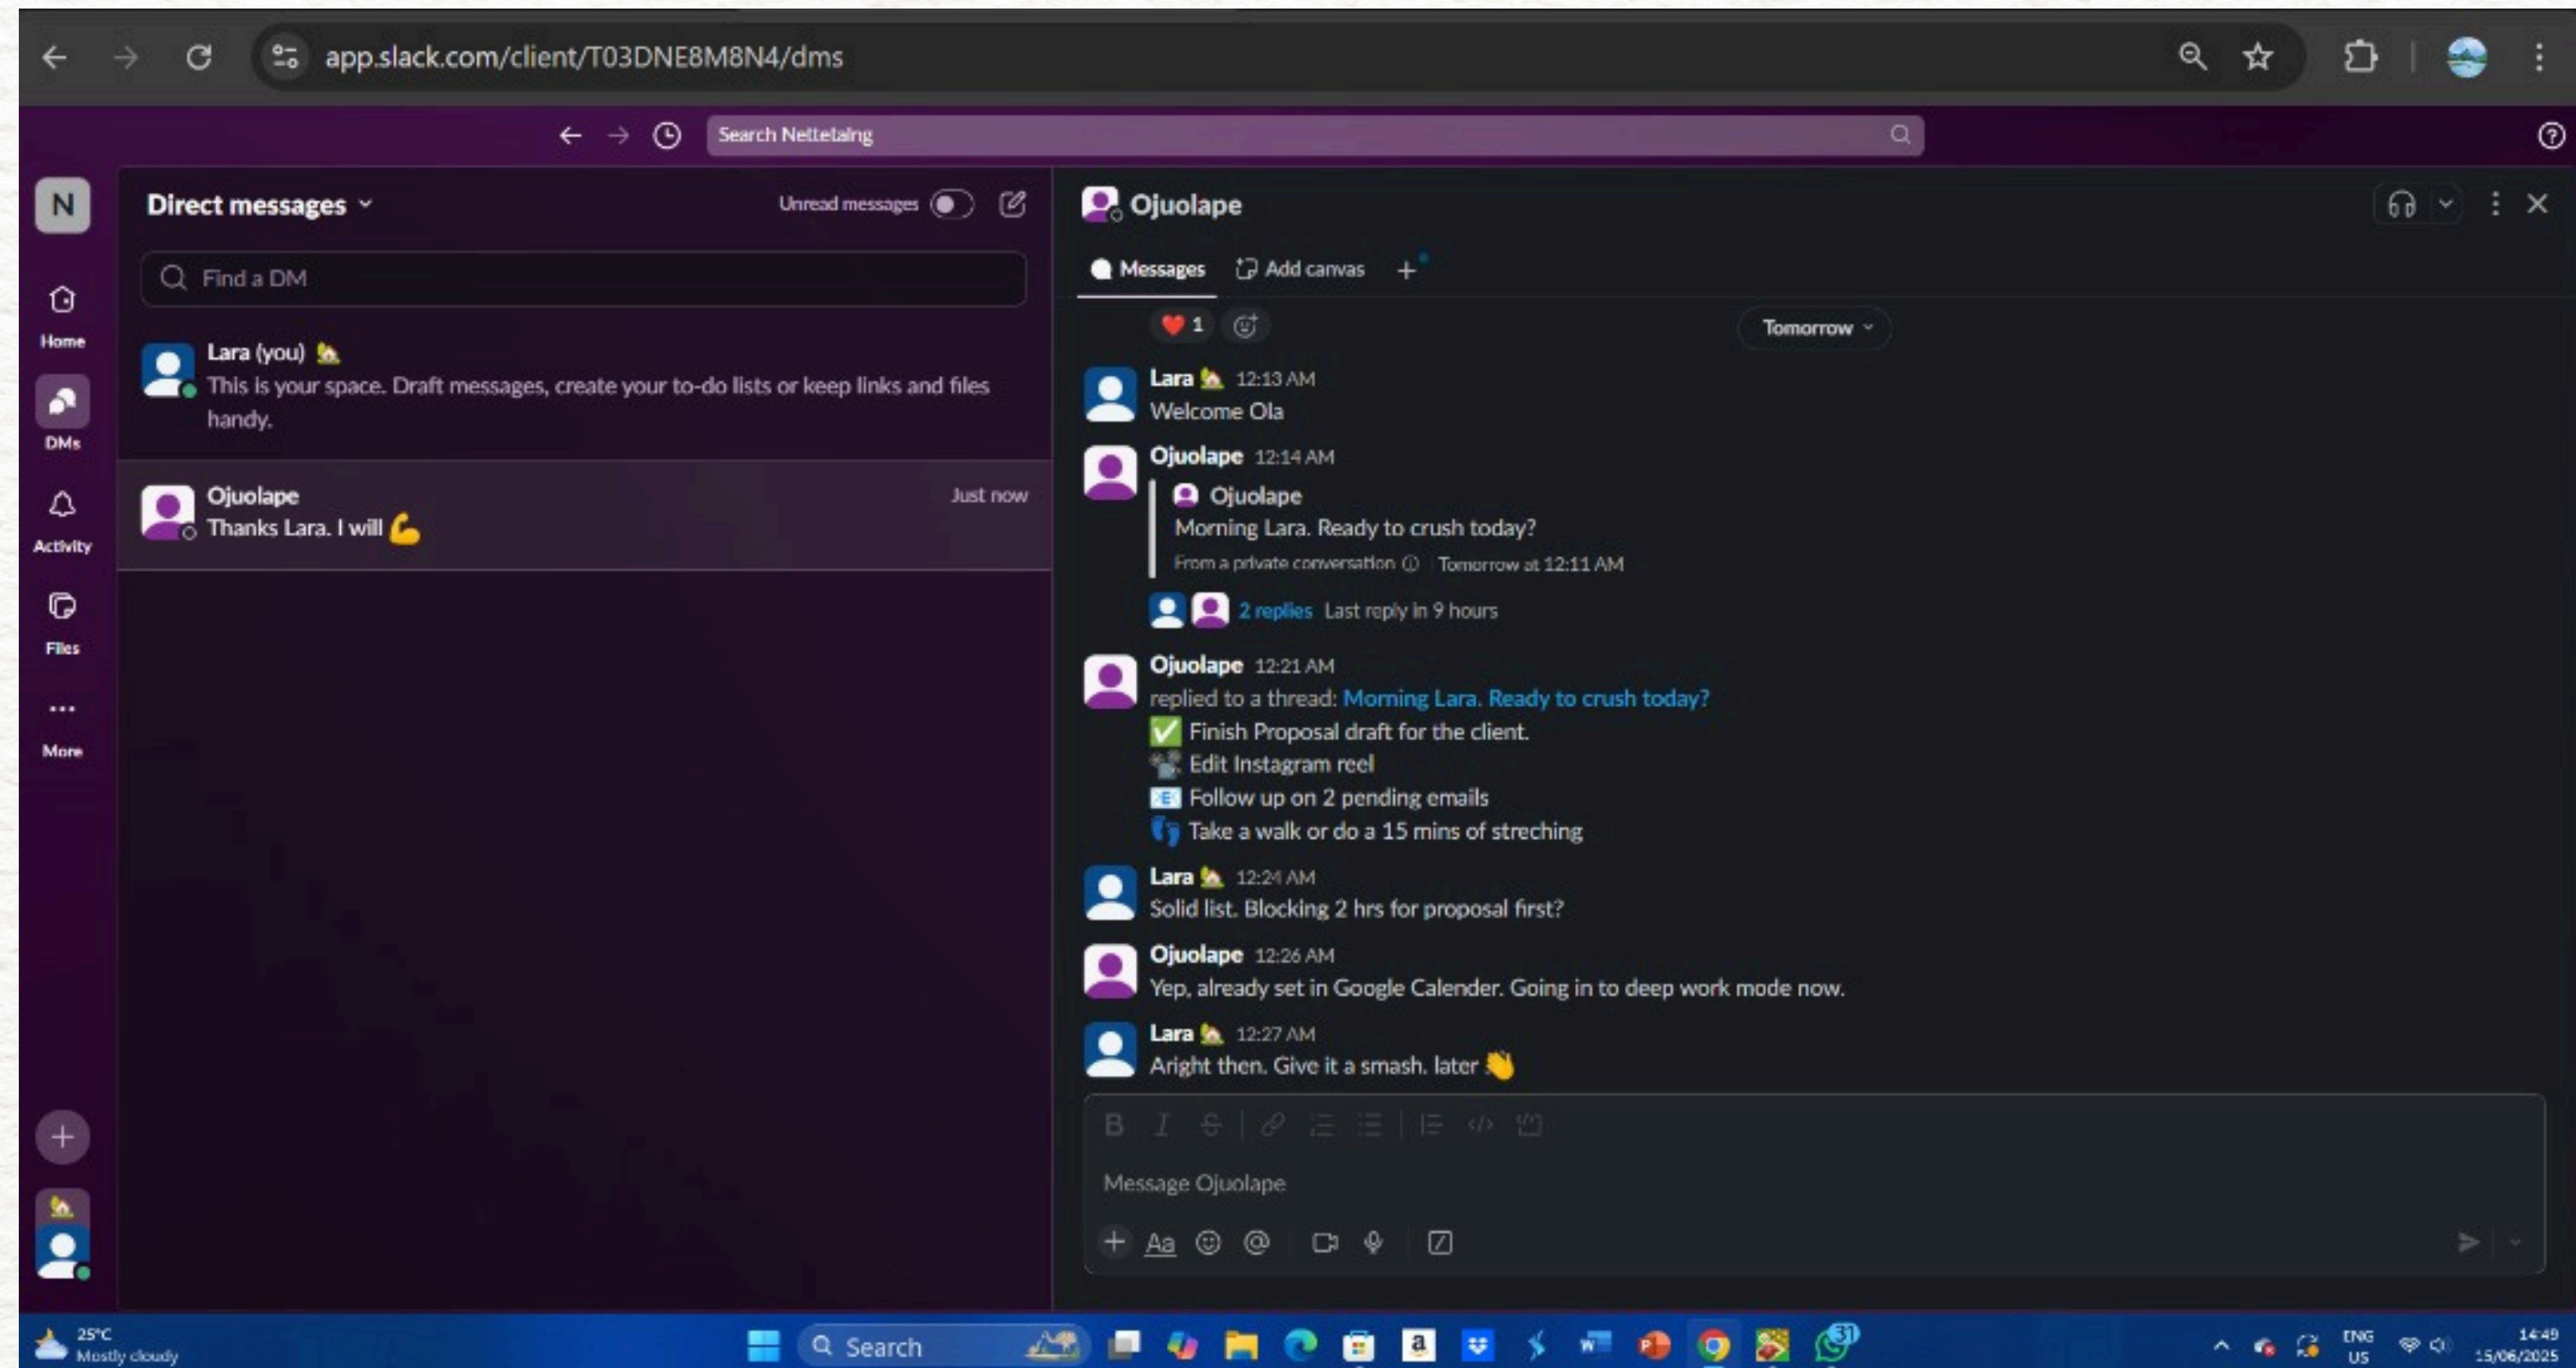 app.slack.com/client/T03DNE8M8N4/dms
Search Nettetalng
N
Direct messages
Unread messages
Find a DM
Home
DMs
Activity
Files
More
Lara (you)
This is your space. Draft messages, create your to-do lists or keep links and files
handy.
Ojuolape
Just now
Thanks Lara. I will
Ojuolape
Messages
Add canvas
1
Tomorrow
Lara 12:13 AM
Welcome Ola
Ojuolape 12:14 AM
Ojuolape
Morning Lara. Ready to crush today?
From a private conversation Tomorrow at 12:11 AM
2 replies Last reply in 9 hours
Ojuolape 12:21 AM
replied to a thread: Morning Lara. Ready to crush today?
Finish Proposal draft for the client.
Edit Instagram reel
Follow up on 2 pending emails
Take a walk or do a 15 mins of streching
Lara 12:24 AM
Solid list. Blocking 2 hrs for proposal first?
Ojuolape 12:26 AM
Yep, already set in Google Calender. Going in to deep work mode now.
Lara 12:27 AM
Aright then. Give it a smash. later
B I S
Message Ojuolape
Aa @
25°C
Mostly cloudy
Search
a
W
P
31
ENG
US
14:49
15/06/2025